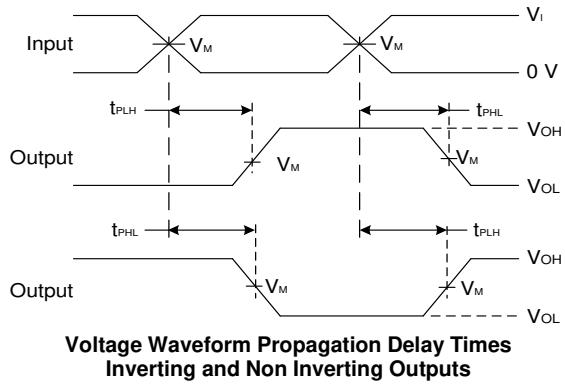 VI
Input
VM
VM
0 V
tPLH
tPHL
VOH
Output
VM
VM
VOL
tPHL
tPLH
VOH
Output
VM
VM
VOL
Voltage Waveform Propagation Delay Times
Inverting and Non Inverting Outputs